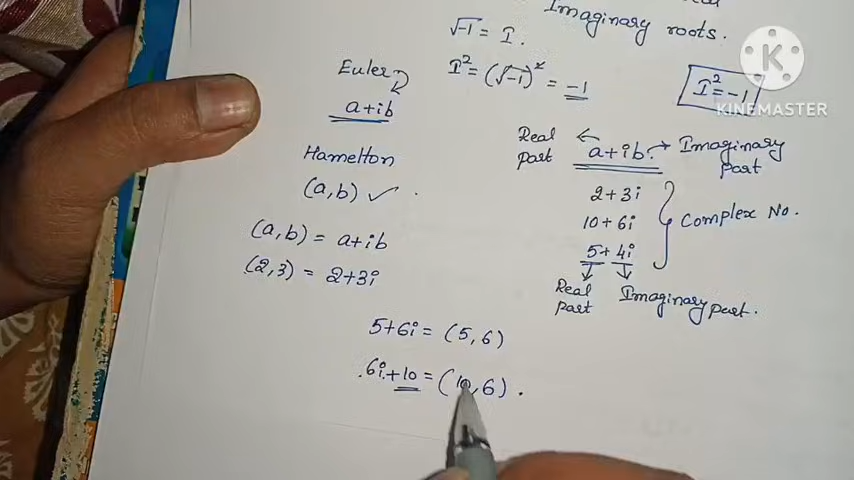 Imaginary roots.
√-1 = I.
I² = (√-1)² = -1
I² = -1
KINEMASTER
Euler
a+ib
Hamelton
(a,b) ✓
(a,b) = a+ib
(2,3) = 2+3i
Real part ← a+ib. → Imaginary part
2+3i
10+6i
5+4i
Complex No.
Real part
Imaginary part.
5+6i = (5,6)
6i+10 = (10,6).